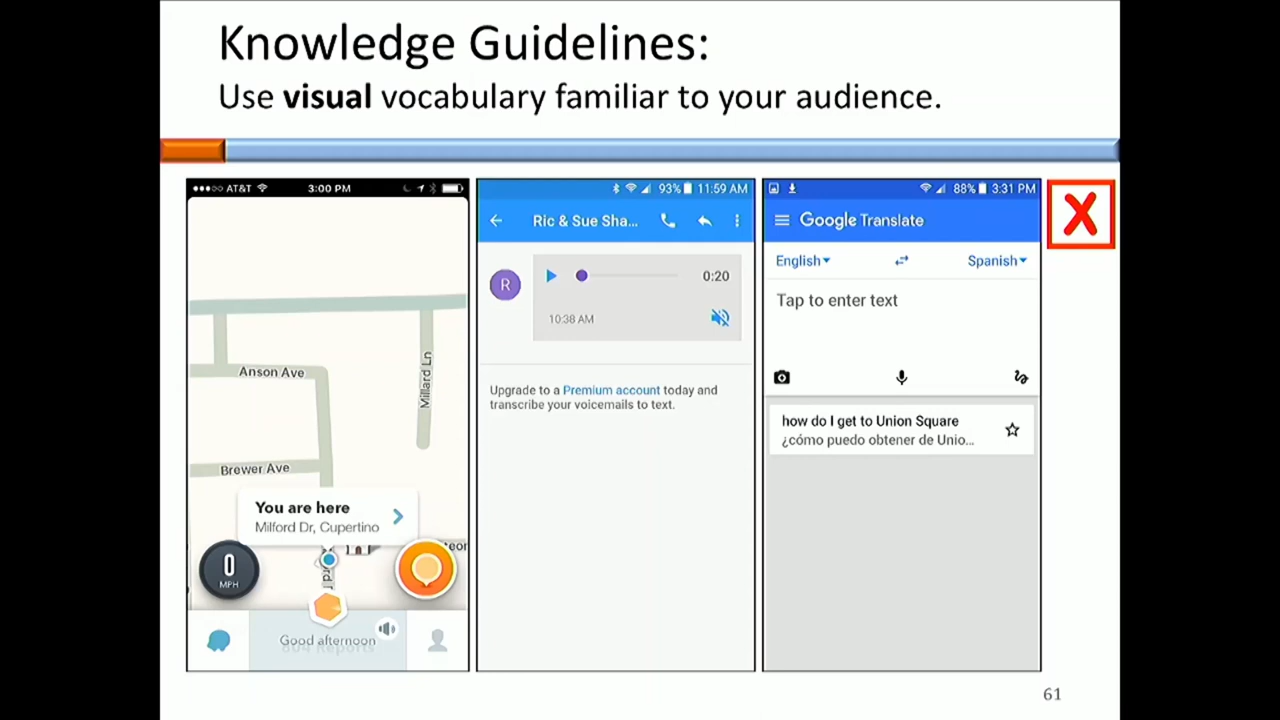 Knowledge Guidelines:
Use visual vocabulary familiar to your audience.
AT&T
3:00 PM
Anson Ave
Millard Ln
Brewer Ave
You are here
Milford Dr, Cupertino
0
MPH
Good afternoon
93%
11:59 AM
Ric & Sue Sha...
R
0:20
10:38 AM
Upgrade to a Premium account today and
transcribe your voicemails to text.
88%
3:31 PM
Google Translate
English
Spanish
Tap to enter text
how do I get to Union Square
¿cómo puedo obtener de Unio...
X
61